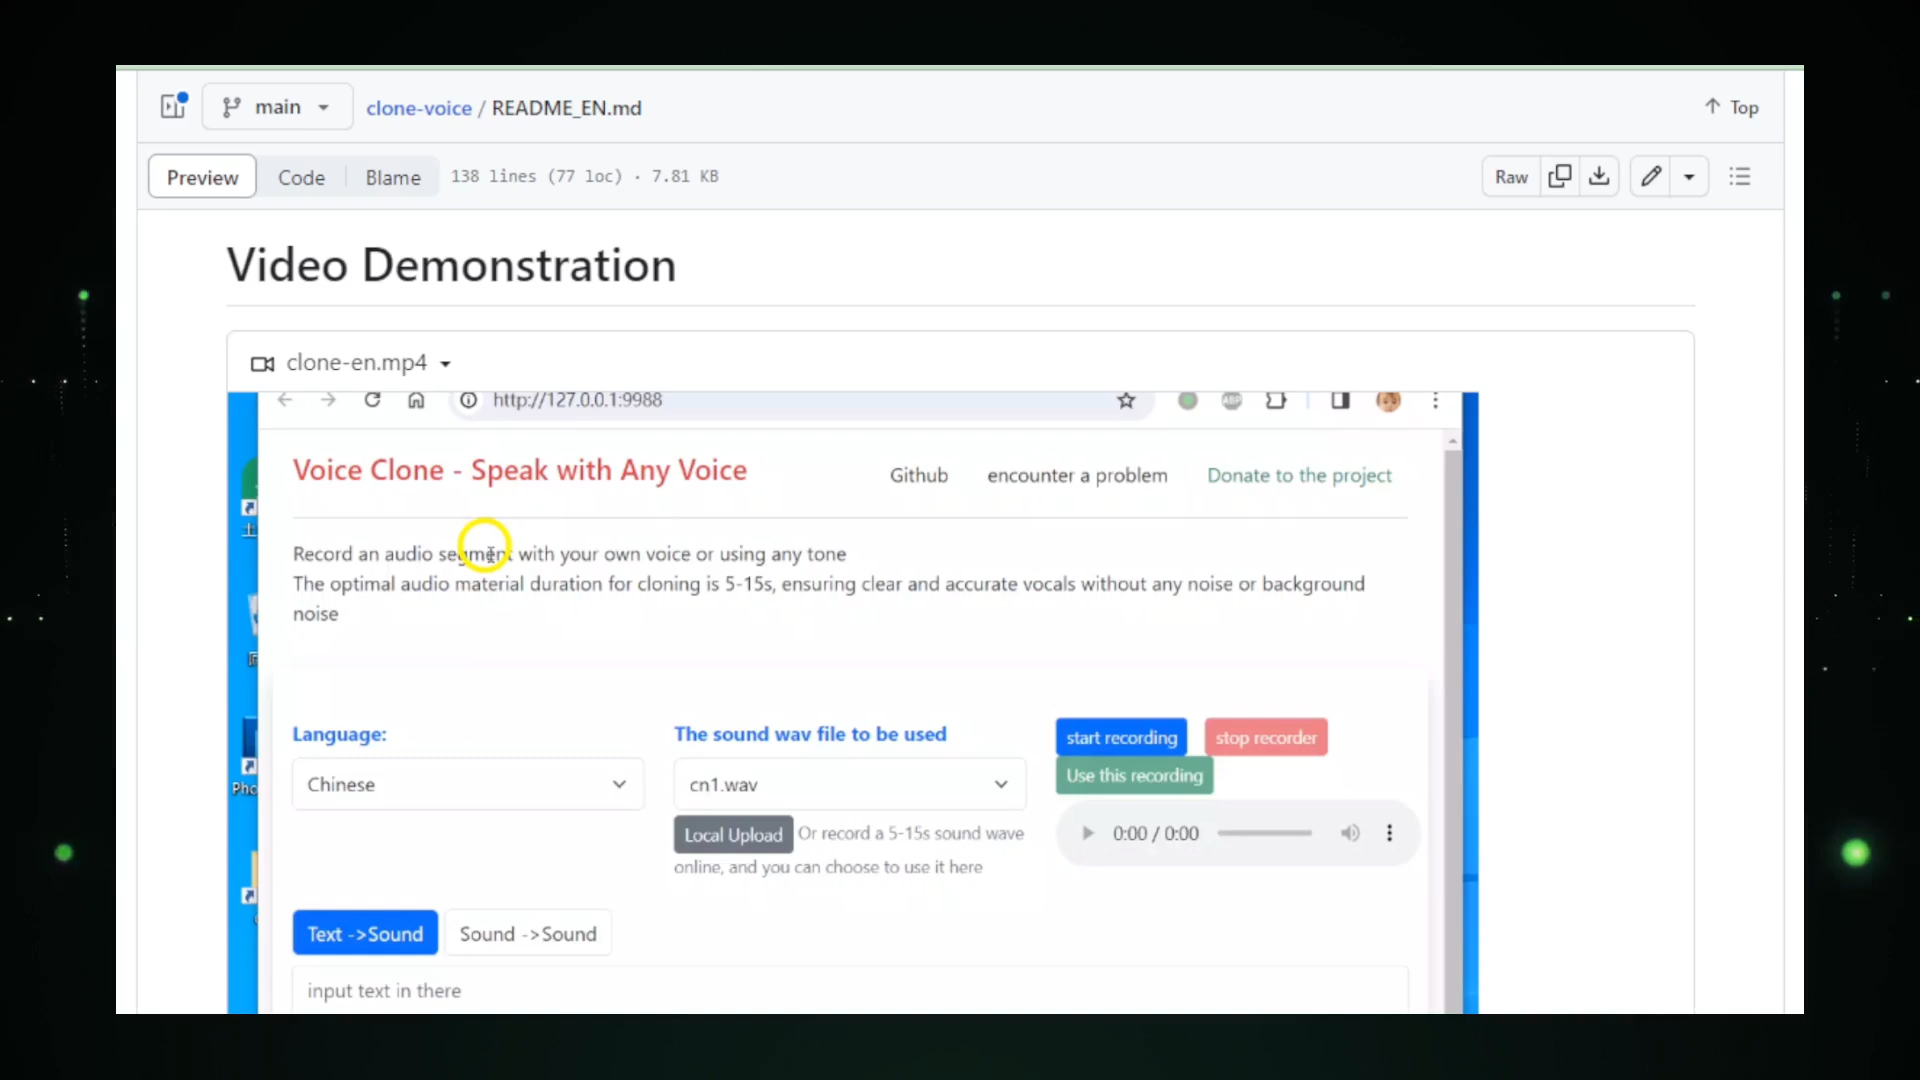 main
clone-voice / README_EN.md
Top
Preview
Code
Blame
138 lines (77 loc) · 7.81 KB
Raw
Video Demonstration
clone-en.mp4
http://127.0.0.1:9988
ABP
Voice Clone - Speak with Any Voice
Github
encounter a problem
Donate to the project
Record an audio segment with your own voice or using any tone
The optimal audio material duration for cloning is 5-15s, ensuring clear and accurate vocals without any noise or background
noise
Language:
The sound wav file to be used
start recording
stop recorder
Use this recording
Chinese
cn1.wav
Local Upload Or record a 5-15s sound wave
online, and you can choose to use it here
0:00 / 0:00
Text ->Sound
Sound ->Sound
input text in there